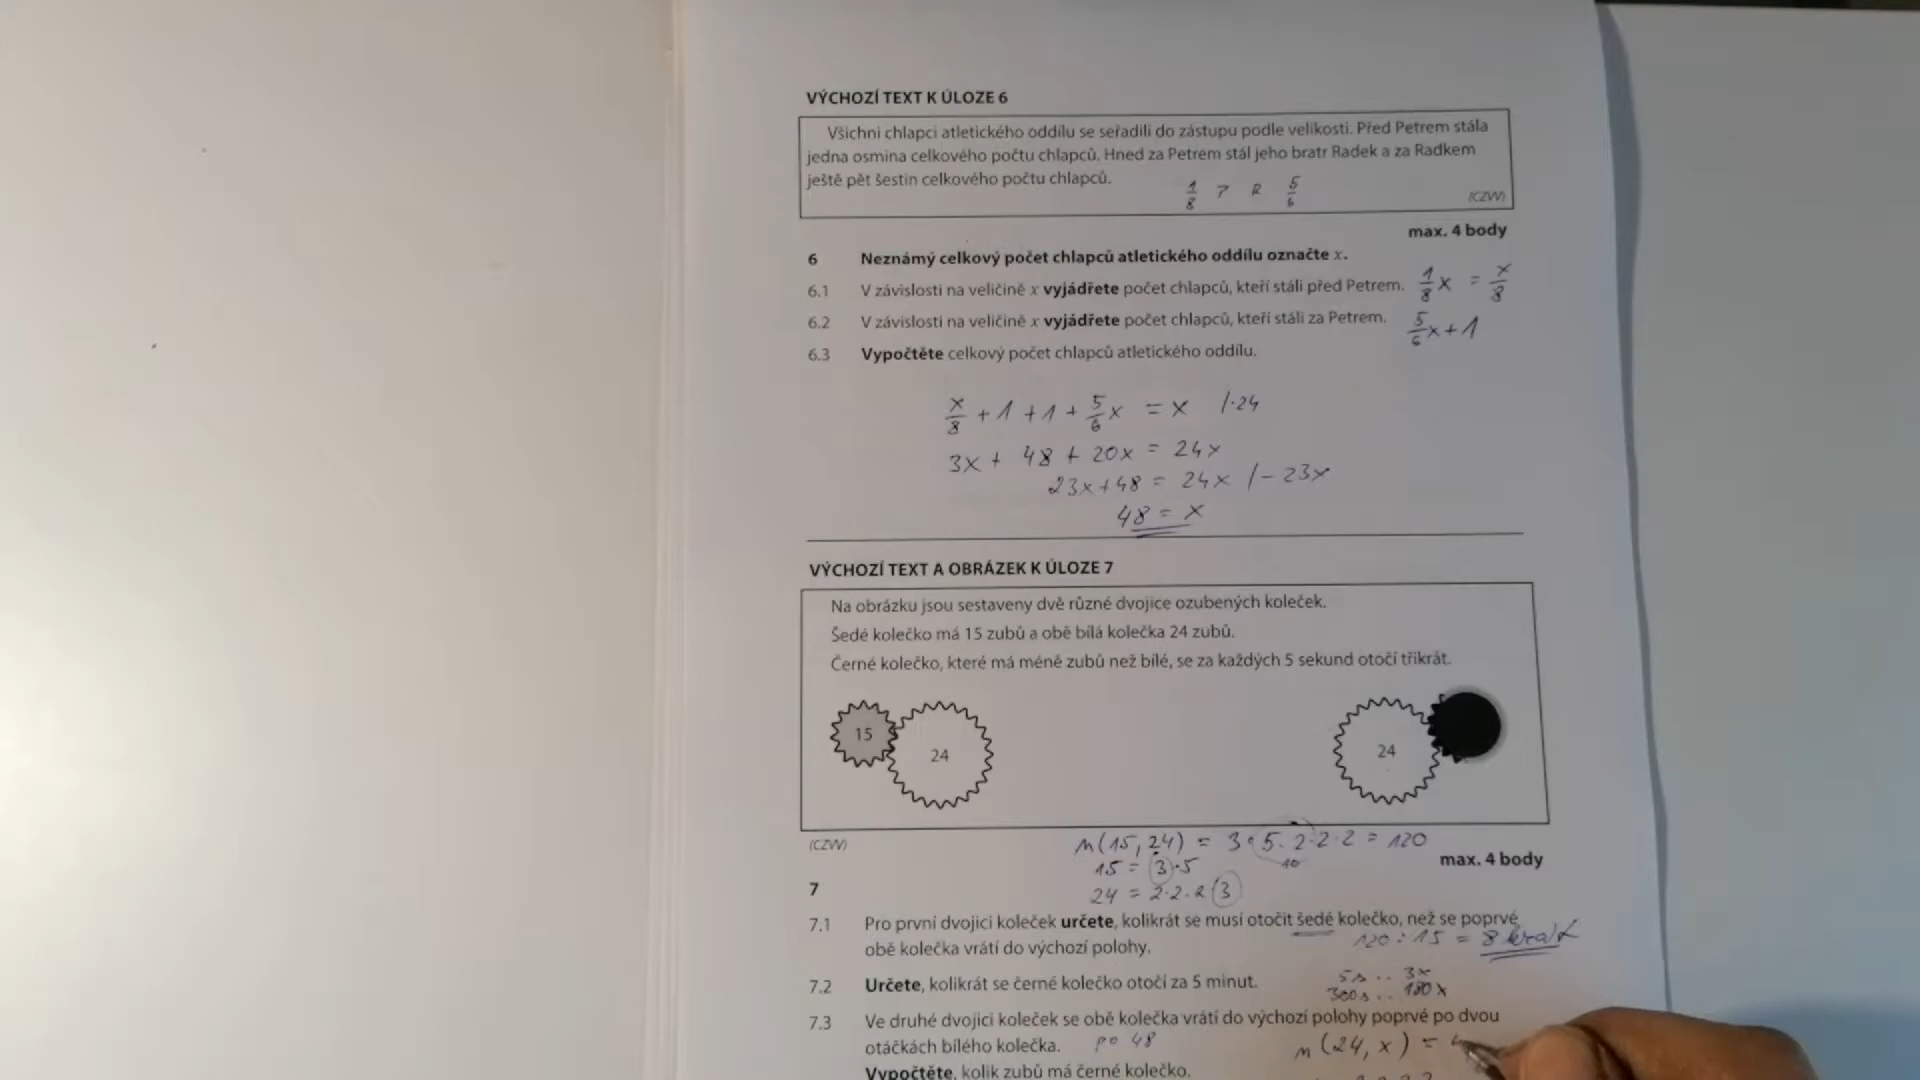 VÝCHOZÍ TEXT K ÚLOZE 6
Všichni chlapci atletického oddílu se seřadili do zástupu podle velikosti. Před Petrem stála
jedna osmina celkového počtu chlapců. Hned za Petrem stál jeho bratr Radek a za Radkem
ještě pět šestin celkového počtu chlapců.
1/8 P R 5/6
(CZVV)
max. 4 body
6 Neznámý celkový počet chlapců atletického oddílu označte x.
6.1 V závislosti na veličině x vyjádřete počet chlapců, kteří stáli před Petrem. 1/8 x = x/8
6.2 V závislosti na veličině x vyjádřete počet chlapců, kteří stáli za Petrem. 5/6 x + 1
6.3 Vypočtěte celkový počet chlapců atletického oddílu.
x/8 + 1 + 1 + 5/6 x = x /·24
3x + 48 + 20x = 24x
23x + 48 = 24x /- 23x
48 = x
VÝCHOZÍ TEXT A OBRÁZEK K ÚLOZE 7
Na obrázku jsou sestaveny dvě různé dvojice ozubených koleček.
Šedé kolečko má 15 zubů a obě bílá kolečka 24 zubů.
Černé kolečko, které má méně zubů než bílé, se za každých 5 sekund otočí třikrát.
15 24 24
(CZVV)
n(15, 24) = 3·5·2·2·2 = 120
10
max. 4 body
15 = 3·5
24 = 2·2·2·3
7
7.1 Pro první dvojici koleček určete, kolikrát se musí otočit šedé kolečko, než se poprvé
obě kolečka vrátí do výchozí polohy. 120 : 15 = 8 krát
7.2 Určete, kolikrát se černé kolečko otočí za 5 minut. 5s .. 3x
300s .. 180x
7.3 Ve druhé dvojici koleček se obě kolečka vrátí do výchozí polohy poprvé po dvou
otáčkách bílého kolečka. po 48 n(24, x) =
Vypočtěte, kolik zubů má černé kolečko.